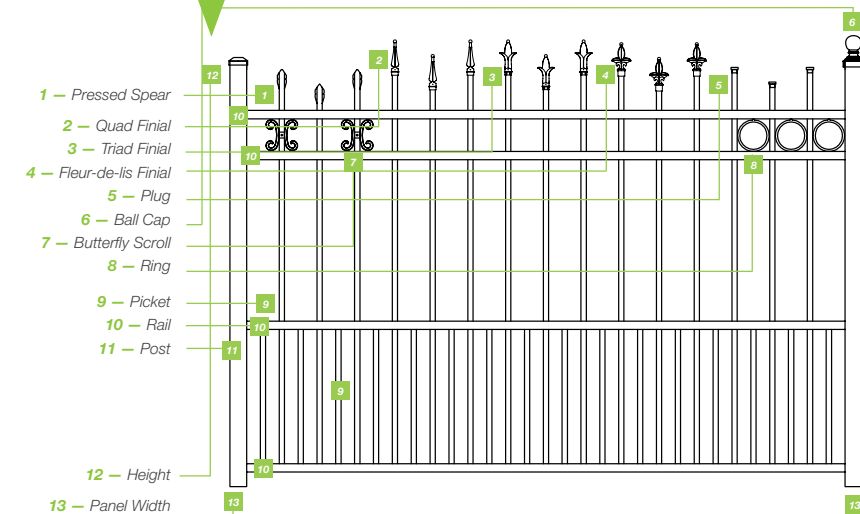 6
12
2
3
4
5
1
1 — Pressed Spear
10
2 — Quad Finial
3 — Triad Finial
10
7
8
4 — Fleur-de-lis Finial
5 — Plug
6 — Ball Cap
7 — Butterfly Scroll
8 — Ring
9 — Picket
9
10 — Rail
10
11 — Post
11
9
12 — Height
10
13 — Panel Width
13
13